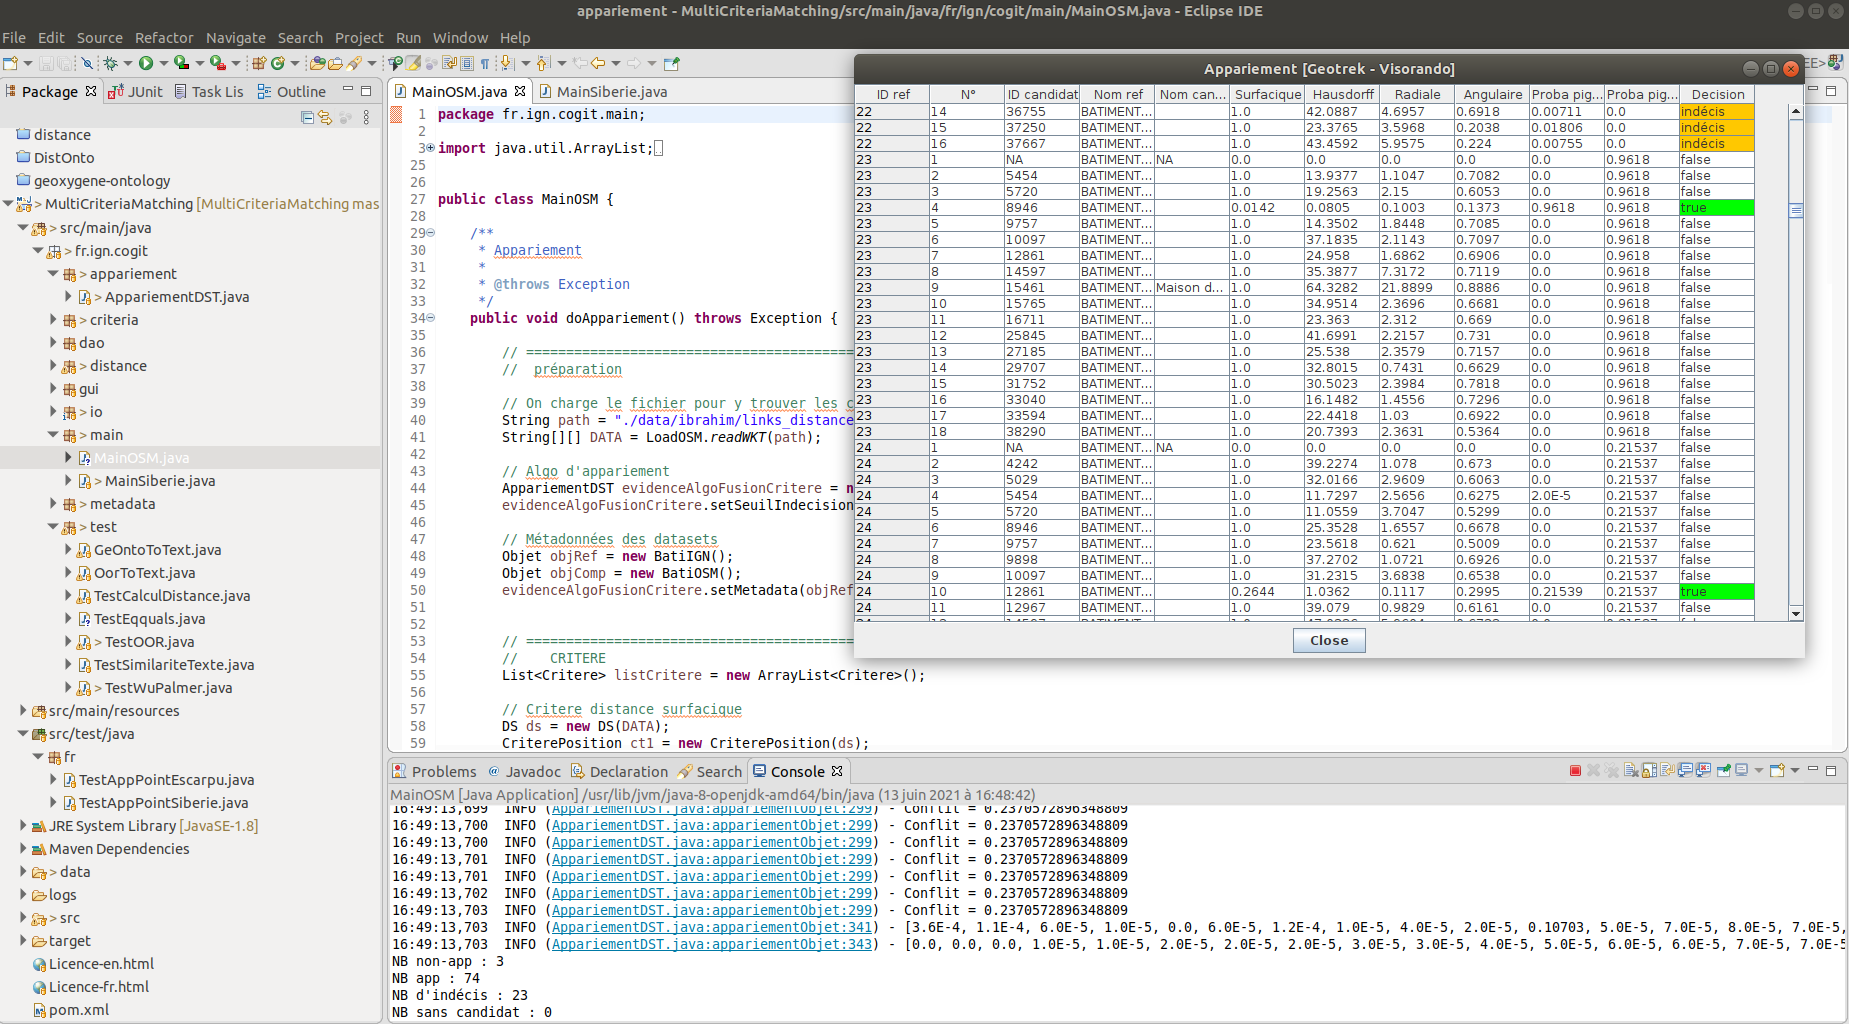 appariement - MultiCriteriaMatching/src/main/java/fr/ign/cogit/main/MainOSM.java - Eclipse IDE
File Edit Source Refactor Navigate Search Project Run Window Help
Package JUnit Task Lis Outline
distance
DistOnto
geoxygene-ontology
> MultiCriteriaMatching [MultiCriteriaMatching mas
> src/main/java
> fr.ign.cogit
> appariement
> AppariementDST.java
> criteria
dao
> distance
gui
> io
> main
MainOSM.java
> MainSiberie.java
> metadata
> test
GeOntoToText.java
OorToText.java
TestCalculDistance.java
TestEqquals.java
> TestOOR.java
TestSimilariteTexte.java
> TestWuPalmer.java
src/main/resources
src/test/java
fr
TestAppPointEscarpu.java
TestAppPointSiberie.java
JRE System Library [JavaSE-1.8]
Maven Dependencies
> data
logs
> src
target
Licence-en.html
Licence-fr.html
pom.xml
MainOSM.java MainSiberie.java
1 package fr.ign.cogit.main;
2
3 import java.util.ArrayList;
25
26
27 public class MainOSM {
28
29 /**
30 * Appariement
31 *
32 * @throws Exception
33 */
34 public void doAppariement() throws Exception {
35
36 // =========================================
37 // préparation
38
39 // On charge le fichier pour y trouver les c
40 String path = "./data/ibrahim/links_distance
41 String[][] DATA = LoadOSM.readWKT(path);
42
43 // Algo d'appariement
44 AppariementDST evidenceAlgoFusionCritere = n
45 evidenceAlgoFusionCritere.setSeuilIndecision
46
47 // Métadonnées des datasets
48 Objet objRef = new BatiIGN();
49 Objet objComp = new BatiOSM();
50 evidenceAlgoFusionCritere.setMetadata(objRef
51
52
53 // =========================================
54 // CRITERE
55 List<Critere> listCritere = new ArrayList<Critere>();
56
57 // Critere distance surfacique
58 DS ds = new DS(DATA);
59 CriterePosition ct1 = new CriterePosition(ds);
Appariement [Geotrek - Visorando]
ID ref N° ID candidat Nom ref Nom can... Surfacique Hausdorff Radiale Angulaire Proba pig... Proba pig... Decision
22 14 36755 BATIMENT... 1.0 42.0887 4.6957 0.6918 0.00711 0.0 indécis
22 15 37250 BATIMENT... 1.0 23.3765 3.5968 0.2038 0.01806 0.0 indécis
22 16 37667 BATIMENT... 1.0 43.4592 5.9575 0.224 0.00755 0.0 indécis
23 1 NA BATIMENT... NA 0.0 0.0 0.0 0.0 0.0 0.9618 false
23 2 5454 BATIMENT... 1.0 13.9377 1.1047 0.7082 0.0 0.9618 false
23 3 5720 BATIMENT... 1.0 19.2563 2.15 0.6053 0.0 0.9618 false
23 4 8946 BATIMENT... 0.0142 0.0805 0.1003 0.1373 0.9618 0.9618 true
23 5 9757 BATIMENT... 1.0 14.3502 1.8448 0.7085 0.0 0.9618 false
23 6 10097 BATIMENT... 1.0 37.1835 2.1143 0.7097 0.0 0.9618 false
23 7 12861 BATIMENT... 1.0 24.958 1.6862 0.6906 0.0 0.9618 false
23 8 14597 BATIMENT... 1.0 35.3877 7.3172 0.7119 0.0 0.9618 false
23 9 15461 BATIMENT... Maison d... 1.0 64.3282 21.8899 0.8886 0.0 0.9618 false
23 10 15765 BATIMENT... 1.0 34.9514 2.3696 0.6681 0.0 0.9618 false
23 11 16711 BATIMENT... 1.0 23.363 2.312 0.669 0.0 0.9618 false
23 12 25845 BATIMENT... 1.0 41.6991 2.2157 0.731 0.0 0.9618 false
23 13 27185 BATIMENT... 1.0 25.538 2.3579 0.7157 0.0 0.9618 false
23 14 29707 BATIMENT... 1.0 32.8015 0.7431 0.6629 0.0 0.9618 false
23 15 31752 BATIMENT... 1.0 30.5023 2.3984 0.7818 0.0 0.9618 false
23 16 33040 BATIMENT... 1.0 16.1482 1.4556 0.7296 0.0 0.9618 false
23 17 33594 BATIMENT... 1.0 22.4418 1.03 0.6922 0.0 0.9618 false
23 18 38290 BATIMENT... 1.0 20.7393 2.3631 0.5364 0.0 0.9618 false
24 1 NA BATIMENT... NA 0.0 0.0 0.0 0.0 0.0 0.21537 false
24 2 4242 BATIMENT... 1.0 39.2274 1.078 0.673 0.0 0.21537 false
24 3 5029 BATIMENT... 1.0 32.0166 2.9609 0.6063 0.0 0.21537 false
24 4 5454 BATIMENT... 1.0 11.7297 2.5656 0.6275 2.0E-5 0.21537 false
24 5 5720 BATIMENT... 1.0 11.0559 3.7047 0.5299 0.0 0.21537 false
24 6 8946 BATIMENT... 1.0 25.3528 1.6557 0.6678 0.0 0.21537 false
24 7 9757 BATIMENT... 1.0 23.5618 0.621 0.5009 0.0 0.21537 false
24 8 9898 BATIMENT... 1.0 37.2702 1.0721 0.6926 0.0 0.21537 false
24 9 10097 BATIMENT... 1.0 31.2315 3.6838 0.6538 0.0 0.21537 false
24 10 12861 BATIMENT... 0.2644 1.0362 0.1117 0.2995 0.21539 0.21537 true
24 11 12967 BATIMENT... 1.0 39.079 0.9829 0.6161 0.0 0.21537 false
Close
Problems Javadoc Declaration Search Console
MainOSM [Java Application] /usr/lib/jvm/java-8-openjdk-amd64/bin/java (13 juin 2021 à 16:48:42)
16:49:13,699 INFO (AppariementDST.java:appariementObjet:299) - Conflit = 0.2370572896348809
16:49:13,700 INFO (AppariementDST.java:appariementObjet:299) - Conflit = 0.2370572896348809
16:49:13,700 INFO (AppariementDST.java:appariementObjet:299) - Conflit = 0.2370572896348809
16:49:13,701 INFO (AppariementDST.java:appariementObjet:299) - Conflit = 0.2370572896348809
16:49:13,701 INFO (AppariementDST.java:appariementObjet:299) - Conflit = 0.2370572896348809
16:49:13,702 INFO (AppariementDST.java:appariementObjet:299) - Conflit = 0.2370572896348809
16:49:13,703 INFO (AppariementDST.java:appariementObjet:299) - Conflit = 0.2370572896348809
16:49:13,703 INFO (AppariementDST.java:appariementObjet:341) - [3.6E-4, 1.1E-4, 6.0E-5, 1.0E-5, 0.0, 6.0E-5, 1.2E-4, 1.0E-5, 4.0E-5, 2.0E-5, 0.10703, 5.0E-5, 7.0E-5, 8.0E-5, 7.0E-5,
16:49:13,703 INFO (AppariementDST.java:appariementObjet:343) - [0.0, 0.0, 0.0, 1.0E-5, 1.0E-5, 2.0E-5, 2.0E-5, 2.0E-5, 3.0E-5, 3.0E-5, 4.0E-5, 5.0E-5, 6.0E-5, 6.0E-5, 7.0E-5, 7.0E-5
NB non-app : 3
NB app : 74
NB d'indécis : 23
NB sans candidat : 0